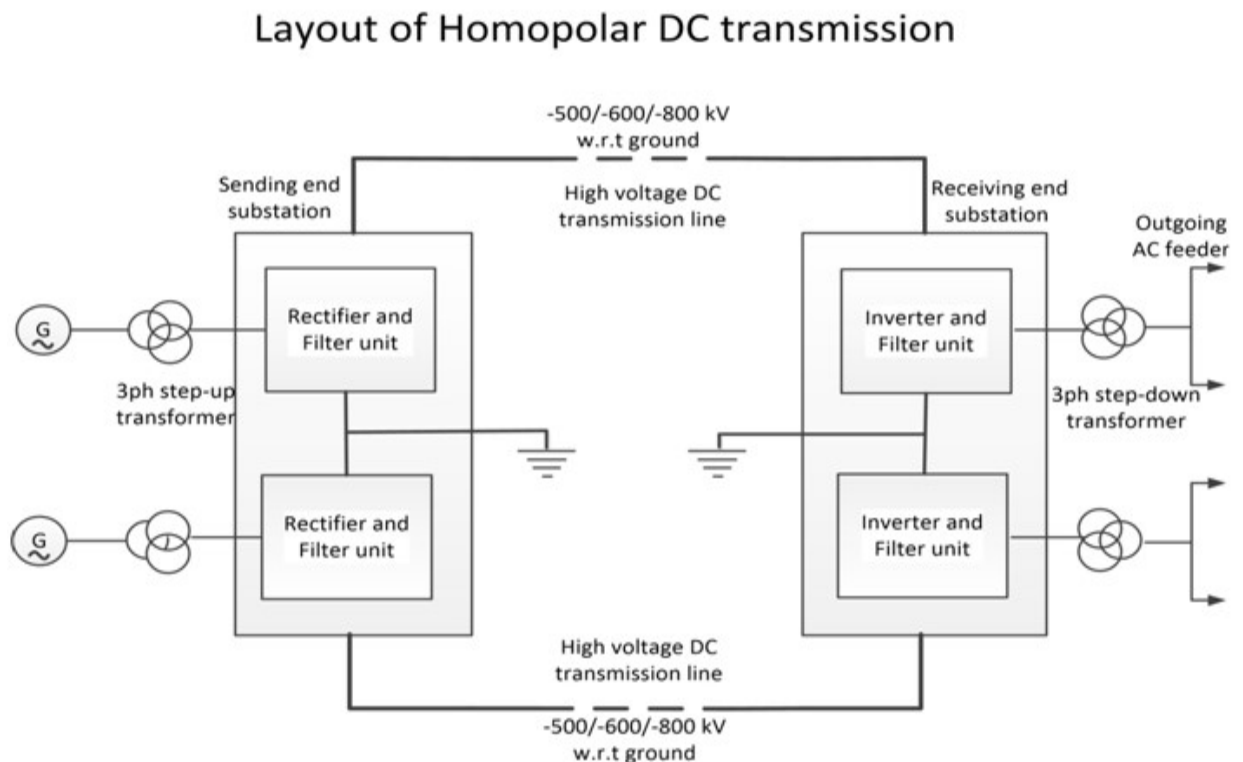 Layout of Homopolar DC transmission
-500/-600/-800 kV
w.r.t ground
Sending end
substation
High voltage DC
transmission line
Receiving end
substation
Outgoing
AC feeder
G
Rectifier and
Filter unit
Inverter and
Filter unit
3ph step-up
transformer
3ph step-down
transformer
G
Rectifier and
Filter unit
Inverter and
Filter unit
High voltage DC
transmission line
-500/-600/-800 kV
w.r.t ground